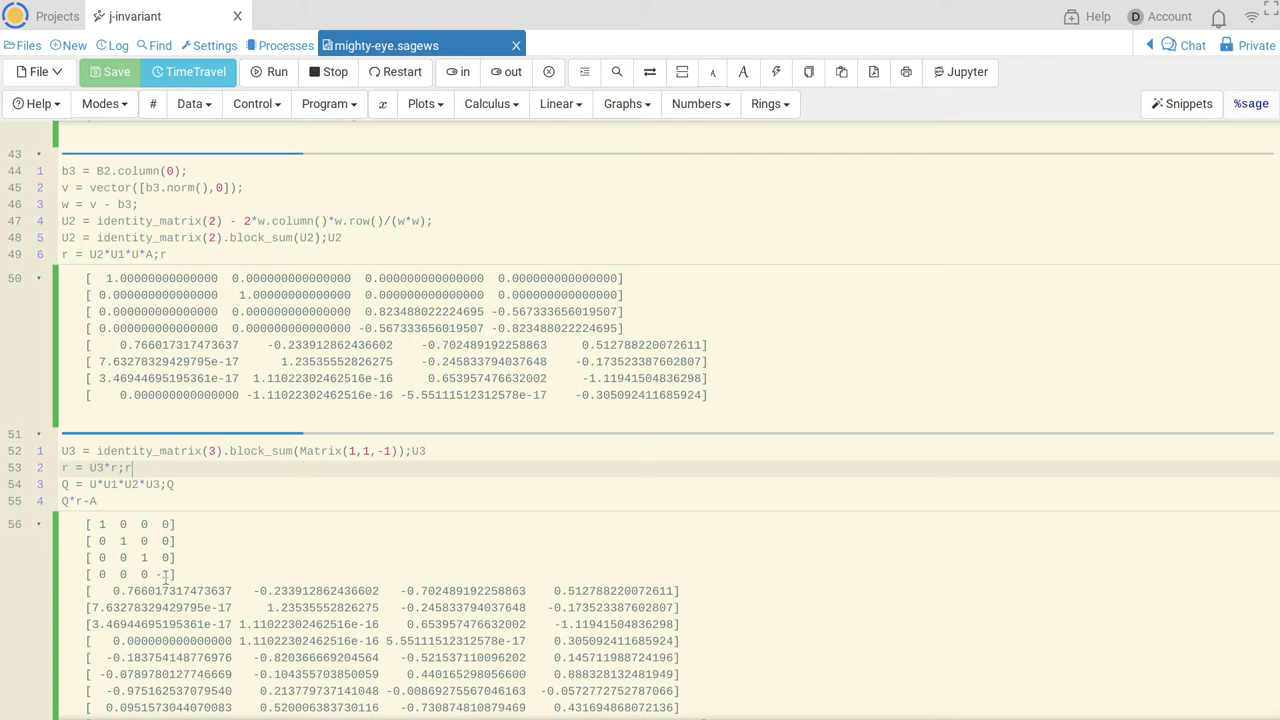 Projects
j-invariant
X
Help
D Account
Files
New
Log
Find
Settings
Processes
mighty-eye.sagews
Chat
Private
File
Save
TimeTravel
Run
Stop
Restart
in
out
A
A
Jupyter
Help
Modes
#
Data
Control
Program
x
Plots
Calculus
Linear
Graphs
Numbers
Rings
Snippets
%sage
43
44 1 b3 = B2.column(0);
45 2 v = vector([b3.norm(),0]);
46 3 w = v - b3;
47 4 U2 = identity_matrix(2) - 2*w.column()*w.row()/(w*w);
48 5 U2 = identity_matrix(2).block_sum(U2);U2
49 6 r = U2*U1*U*A;r
50 [ 1.00000000000000 0.000000000000000 0.000000000000000 0.000000000000000]
[ 0.000000000000000 1.00000000000000 0.000000000000000 0.000000000000000]
[ 0.000000000000000 0.000000000000000 0.823488022224695 -0.567333656019507]
[ 0.000000000000000 0.000000000000000 -0.567333656019507 -0.823488022224695]
[ 0.766017317473637 -0.233912862436602 -0.702489192258863 0.512788220072611]
[ 7.63278329429795e-17 1.23535552826275 -0.245833794037648 -0.173523387602807]
[ 3.46944695195361e-17 1.11022302462516e-16 0.653957476632002 -1.11941504836298]
[ 0.000000000000000 -1.11022302462516e-16 -5.55111512312578e-17 -0.305092411685924]
51
52 1 U3 = identity_matrix(3).block_sum(Matrix(1,1,-1));U3
53 2 r = U3*r;r
54 3 Q = U*U1*U2*U3;Q
55 4 Q*r-A
56 [ 1 0 0 0]
[ 0 1 0 0]
[ 0 0 1 0]
[ 0 0 0 -1]
[ 0.766017317473637 -0.233912862436602 -0.702489192258863 0.512788220072611]
[7.63278329429795e-17 1.23535552826275 -0.245833794037648 -0.173523387602807]
[3.46944695195361e-17 1.11022302462516e-16 0.653957476632002 -1.11941504836298]
[ 0.000000000000000 1.11022302462516e-16 5.55111512312578e-17 0.305092411685924]
[ -0.183754148776976 -0.820366669204564 -0.521537110096202 0.145711988724196]
[ -0.0789780127746669 -0.104355703850059 0.440165298056600 0.888328132481949]
[ -0.975162537079540 0.213779737141048 -0.00869275567046163 -0.0572772752787066]
[ 0.0951573044070083 0.520006383730116 -0.730874810879469 0.431694868072136]